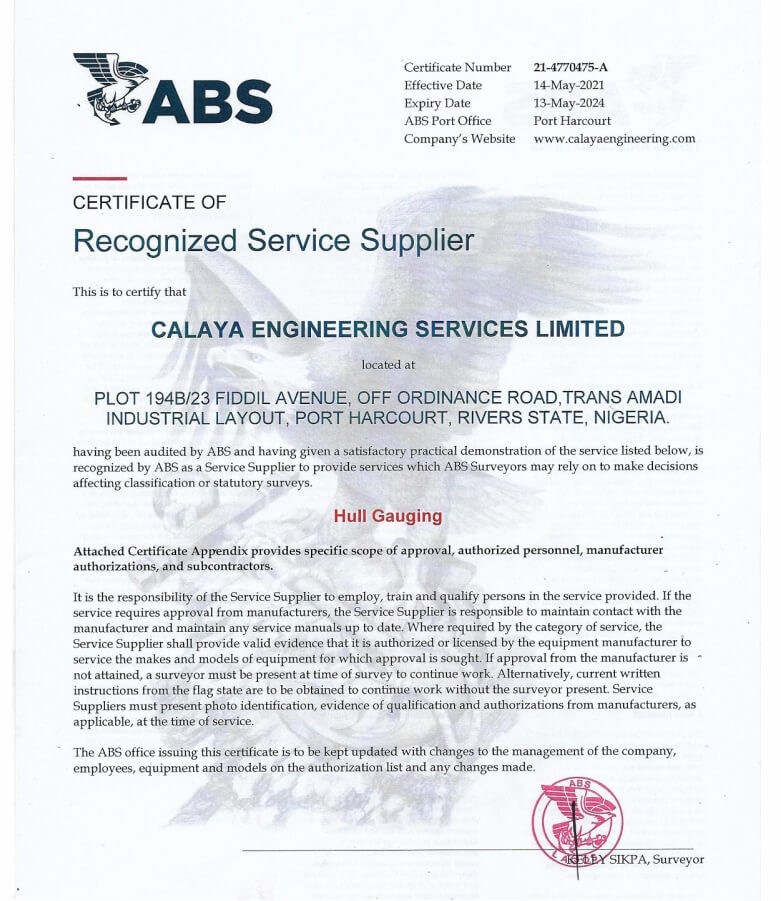 ABS
Certificate Number 21-4770475-A
Effective Date 14-May-2021
Expiry Date 13-May-2024
ABS Port Office Port Harcourt
Company's Website www.calayaengineering.com
CERTIFICATE OF
Recognized Service Supplier
This is to certify that
CALAYA ENGINEERING SERVICES LIMITED
located at
PLOT 194B/23 FIDDIL AVENUE, OFF ORDINANCE ROAD,TRANS AMADI
INDUSTRIAL LAYOUT, PORT HARCOURT, RIVERS STATE, NIGERIA.
having been audited by ABS and having given a satisfactory practical demonstration of the service listed below, is
recognized by ABS as a Service Supplier to provide services which ABS Surveyors may rely on to make decisions
affecting classification or statutory surveys.
Hull Gauging
Attached Certificate Appendix provides specific scope of approval, authorized personnel, manufacturer
authorizations, and subcontractors.
It is the responsibility of the Service Supplier to employ, train and qualify persons in the service provided. If the
service requires approval from manufacturers, the Service Supplier is responsible to maintain contact with the
manufacturer and maintain any service manuals up to date. Where required by the category of service, the
Service Supplier shall provide valid evidence that it is authorized or licensed by the equipment manufacturer to
service the makes and models of equipment for which approval is sought. If approval from the manufacturer is
not attained, a surveyor must be present at time of survey to continue work. Alternatively, current written
instructions from the flag state are to be obtained to continue work without the surveyor present. Service
Suppliers must present photo identification, evidence of qualification and authorizations from manufacturers, as
applicable, at the time of service.
The ABS office issuing this certificate is to be kept updated with changes to the management of the company,
employees, equipment and models on the authorization list and any changes made.
ABS
SIKPA, Surveyor